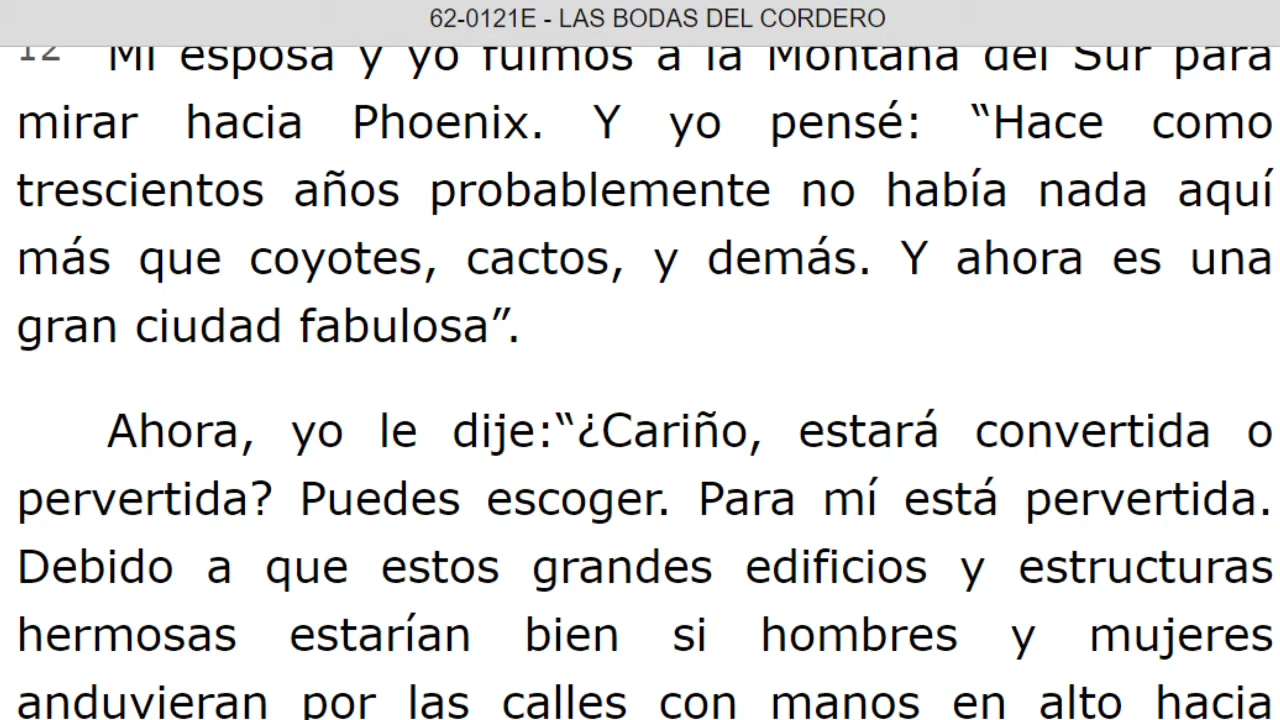 62-0121E - LAS BODAS DEL CORDERO
12 Mi esposa y yo fuimos a la Montaña del Sur para
mirar hacia Phoenix. Y yo pensé: “Hace como
trescientos años probablemente no había nada aquí
más que coyotes, cactos, y demás. Y ahora es una
gran ciudad fabulosa”.
Ahora, yo le dije:“¿Cariño, estará convertida o
pervertida? Puedes escoger. Para mí está pervertida.
Debido a que estos grandes edificios y estructuras
hermosas estarían bien si hombres y mujeres
anduvieran por las calles con manos en alto hacia